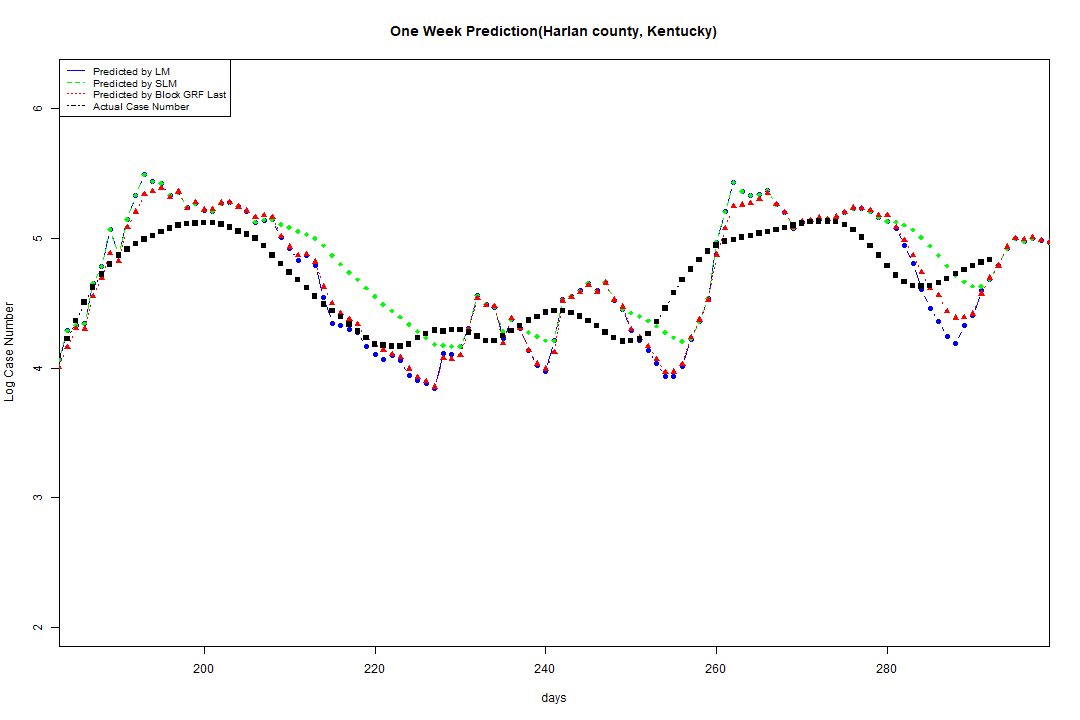 One Week Prediction(Harlan county, Kentucky)
Predicted by LM
Predicted by SLM
Predicted by Block GRF Last
Actual Case Number
6
5
4
3
2
Log Case Number
200 220 240 260 280
days